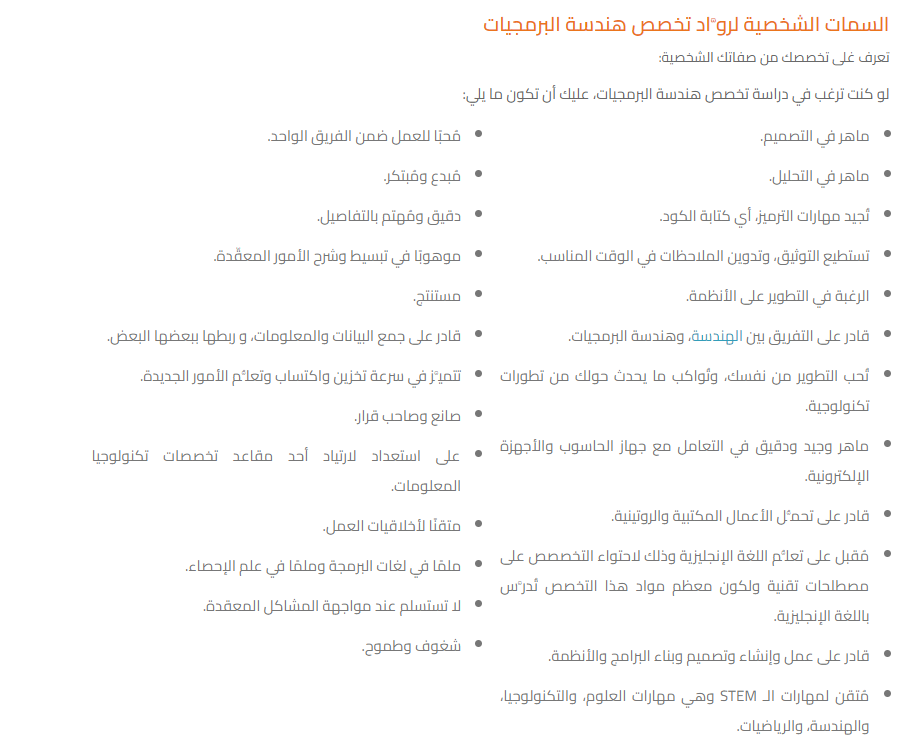 السمات الشخصية لروّاد تخصص هندسة البرمجيات
تعرف غلى تخصصك من صفاتك الشخصية:
لو كنت ترغب في دراسة تخصص هندسة البرمجيات، عليك أن تكون ما يلي:
ماهر في التصميم.
ماهر في التحليل.
تُجيد مهارات الترميز، أي كتابة الكود.
تستطيع التوثيق، وتدوين الملاحظات في الوقت المناسب.
الرغبة في التطوير على الأنظمة.
قادر على التفريق بين الهندسة، وهندسة البرمجيات.
تُحب التطوير من نفسك، وتُواكب ما يحدث حولك من تطورات
تكنولوجية.
ماهر وجيد ودقيق في التعامل مع جهاز الحاسوب والأجهزة
الإلكترونية.
قادر على تحمّل الأعمال المكتبية والروتينية.
مُقبل على تعلّم اللغة الإنجليزية وذلك لاحتواء التخصصص على
مصطلحات تقنية ولكون معظم مواد هذا التخصص تُدرّس
باللغة الإنجليزية.
قادر على عمل وإنشاء وتصميم وبناء البرامج والأنظمة.
مُتقن لمهارات الـ STEM وهي مهارات العلوم، والتكنولوجيا،
والهندسة، والرياضيات.
مُحبًا للعمل ضمن الفريق الواحد.
مُبدع ومُبتكر.
دقيق ومُهتم بالتفاصيل.
موهوبًا في تبسيط وشرح الأمور المعقّدة.
مستنتج.
قادر على جمع البيانات والمعلومات، و ربطها ببعضها البعض.
تتميّز في سرعة تخزين واكتساب وتعلّم الأمور الجديدة.
صانع وصاحب قرار.
على استعداد لارتياد أحد مقاعد تخصصات تكنولوجيا
المعلومات.
متقنًا لأخلاقيات العمل.
ملمًا في لغات البرمجة وملمًا في علم الإحصاء.
لا تستسلم عند مواجهة المشاكل المعقدة.
شغوف وطموح.